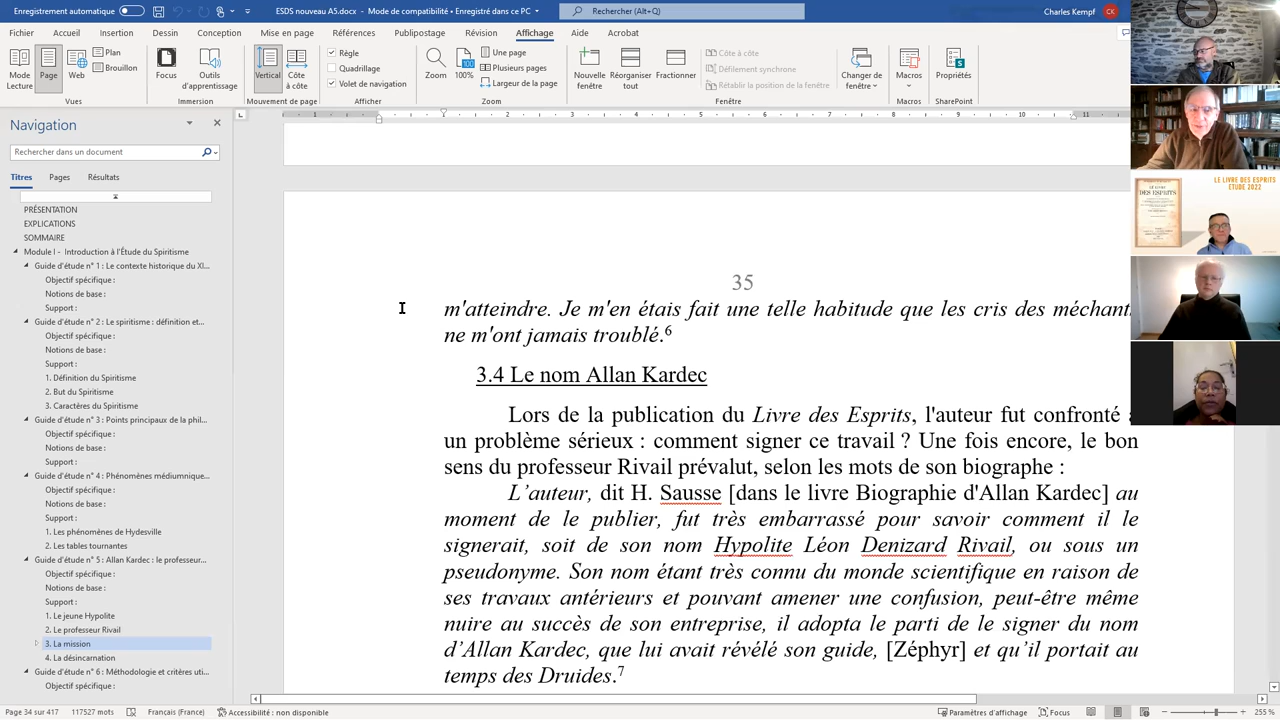 Enregistrement automatique
ESDS nouveau A5.docx - Mode de compatibilité • Enregistré dans ce PC
Rechercher (Alt+Q)
Charles Kempf
CK
Fichier Accueil Insertion Dessin Conception Mise en page Références Publipostage Révision Affichage Aide Acrobat
Mode Lecture
Page
Web
Plan
Brouillon
Vues
Focus
Outils d'apprentissage
Immersion
Vertical
Côte à côte
Mouvement de page
Règle
Quadrillage
Volet de navigation
Afficher
Zoom
100%
Une page
Plusieurs pages
Largeur de la page
Zoom
Nouvelle fenêtre
Réorganiser tout
Fractionner
Côte à côte
Défilement synchrone
Rétablir la position de la fenêtre
Changer de fenêtre
Fenêtre
Macros
Macros
Propriétés
SharePoint
Navigation
Rechercher dans un document
Titres Pages Résultats
PRÉSENTATION
EXPLICATIONS
SOMMAIRE
Module I - Introduction à l'Étude du Spiritisme
Guide d'étude n° 1 : Le contexte historique du XI...
Objectif spécifique :
Notions de base :
Support :
Guide d'étude n° 2 : Le spiritisme : définition et...
Objectif spécifique :
Notions de base :
Support :
1. Définition du Spiritisme
2. But du Spiritisme
3. Caractères du Spiritisme
Guide d'étude n° 3 : Points principaux de la phil...
Objectif spécifique :
Notions de base :
Support :
Guide d'étude n° 4 : Phénomènes médiumnique...
Objectif spécifique :
Notions de base :
Support :
1. Les phénomènes de Hydesville
2. Les tables tournantes
Guide d'étude n° 5 : Allan Kardec : le professeur...
Objectif spécifique :
Notions de base :
Support :
1. Le jeune Hypolite
2. Le professeur Rivail
3. La mission
4. La désincarnation
Guide d'étude n° 6 : Méthodologie et critères uti...
Objectif spécifique :
1 1 2 3 4 5 6 7 8 9 10 11
35
m'atteindre. Je m'en étais fait une telle habitude que les cris des méchant
ne m'ont jamais troublé.6
3.4 Le nom Allan Kardec
Lors de la publication du Livre des Esprits, l'auteur fut confronté
un problème sérieux : comment signer ce travail ? Une fois encore, le bon
sens du professeur Rivail prévalut, selon les mots de son biographe :
L’auteur, dit H. Sausse [dans le livre Biographie d'Allan Kardec] au
moment de le publier, fut très embarrassé pour savoir comment il le
signerait, soit de son nom Hypolite Léon Denizard Rivail, ou sous un
pseudonyme. Son nom étant très connu du monde scientifique en raison de
ses travaux antérieurs et pouvant amener une confusion, peut-être même
nuire au succès de son entreprise, il adopta le parti de le signer du nom
d’Allan Kardec, que lui avait révélé son guide, [Zéphyr] et qu’il portait au
temps des Druides.7
LE LIVRE
DES ESPRITS
LE LIVRE DES ESPRITS
ETUDE 2022
Page 34 sur 417 117527 mots Français (France) Accessibilité : non disponible
Paramètres d'affichage Focus 255 %